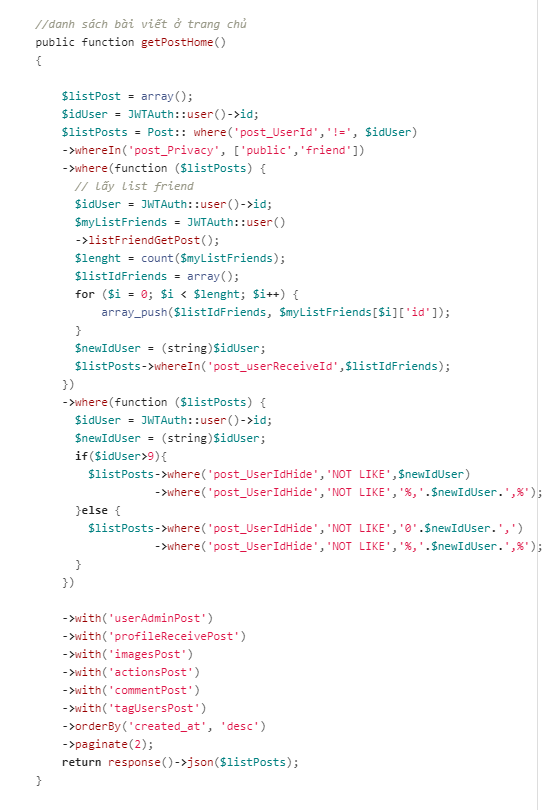 //danh sách bài viết ở trang chủ
public function getPostHome()
{
$listPost = array();
$idUser = JWTAuth::user()->id;
$listPosts = Post:: where('post_UserId','!=', $idUser)
->whereIn('post_Privacy', ['public','friend'])
->where(function ($listPosts) {
// lấy list friend
$idUser = JWTAuth::user()->id;
$myListFriends = JWTAuth::user()
->listFriendGetPost();
$lenght = count($myListFriends);
$listIdFriends = array();
for ($i = 0; $i < $lenght; $i++) {
array_push($listIdFriends, $myListFriends[$i]['id']);
}
$newIdUser = (string)$idUser;
$listPosts->whereIn('post_userReceiveId',$listIdFriends);
})
->where(function ($listPosts) {
$idUser = JWTAuth::user()->id;
$newIdUser = (string)$idUser;
if($idUser>9){
$listPosts->where('post_UserIdHide','NOT LIKE',$newIdUser)
->where('post_UserIdHide','NOT LIKE','%,'.$newIdUser.',%');
}else {
$listPosts->where('post_UserIdHide','NOT LIKE','0'.$newIdUser.',')
->where('post_UserIdHide','NOT LIKE','%,'.$newIdUser.',%');
}
})
->with('userAdminPost')
->with('profileReceivePost')
->with('imagesPost')
->with('actionsPost')
->with('commentPost')
->with('tagUsersPost')
->orderBy('created_at', 'desc')
->paginate(2);
return response()->json($listPosts);
}